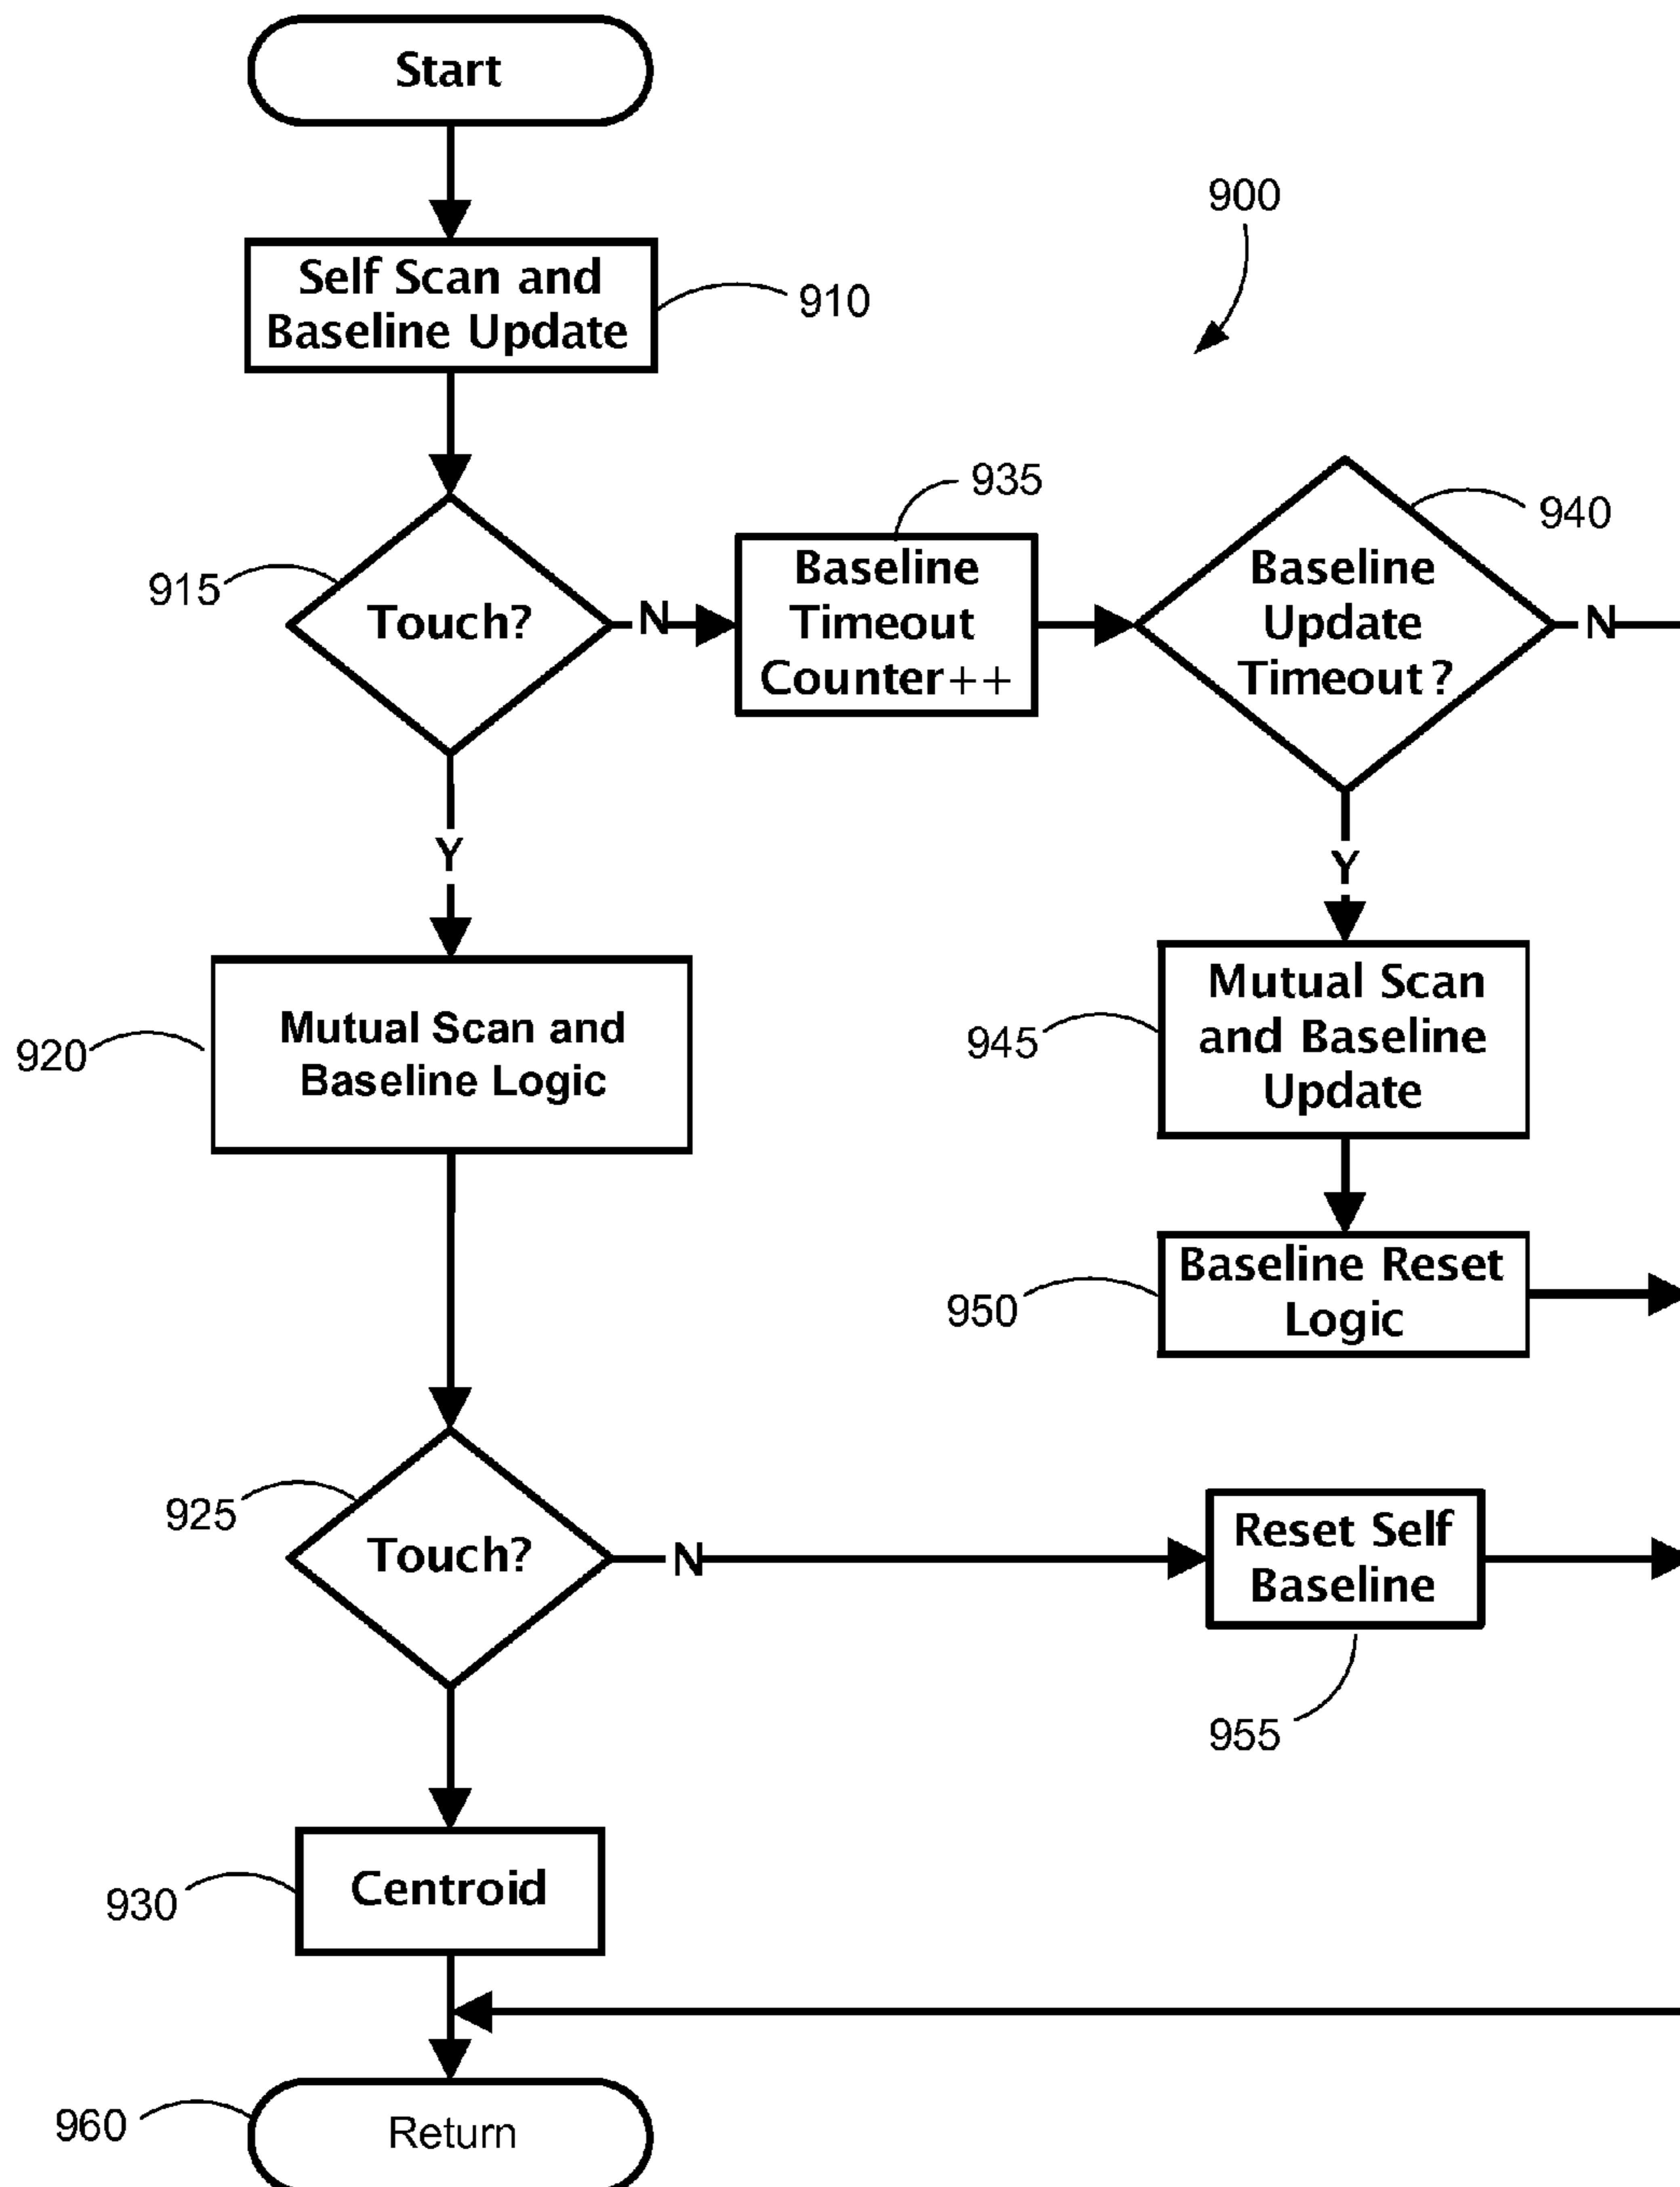 Start
900
Self Scan and
Baseline Update
910
935
940
915
Touch?
N
Baseline
Timeout
Counter++
Baseline
Update
Timeout?
N
Y
Y
920
Mutual Scan and
Baseline Logic
945
Mutual Scan
and Baseline
Update
950
Baseline Reset
Logic
925
Touch?
N
Reset Self
Baseline
955
930
Centroid
960
Return